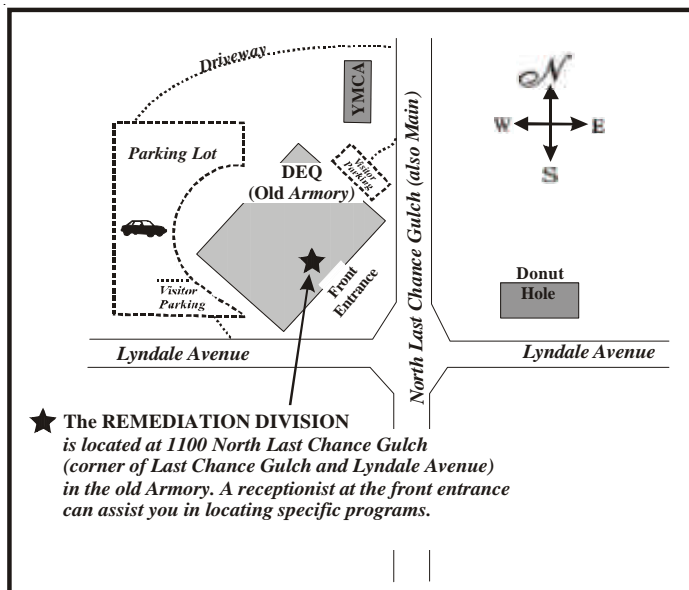 Driveway
YMCA
North Last Chance Gulch (also Main)
N
W E
S
Parking Lot
DEQ
(Old Armory)
Visitor
Parking
Front
Entrance
Visitor
Parking
Donut
Hole
Lyndale Avenue
Lyndale Avenue
The REMEDIATION DIVISION
is located at 1100 North Last Chance Gulch
(corner of Last Chance Gulch and Lyndale Avenue)
in the old Armory. A receptionist at the front entrance
can assist you in locating specific programs.